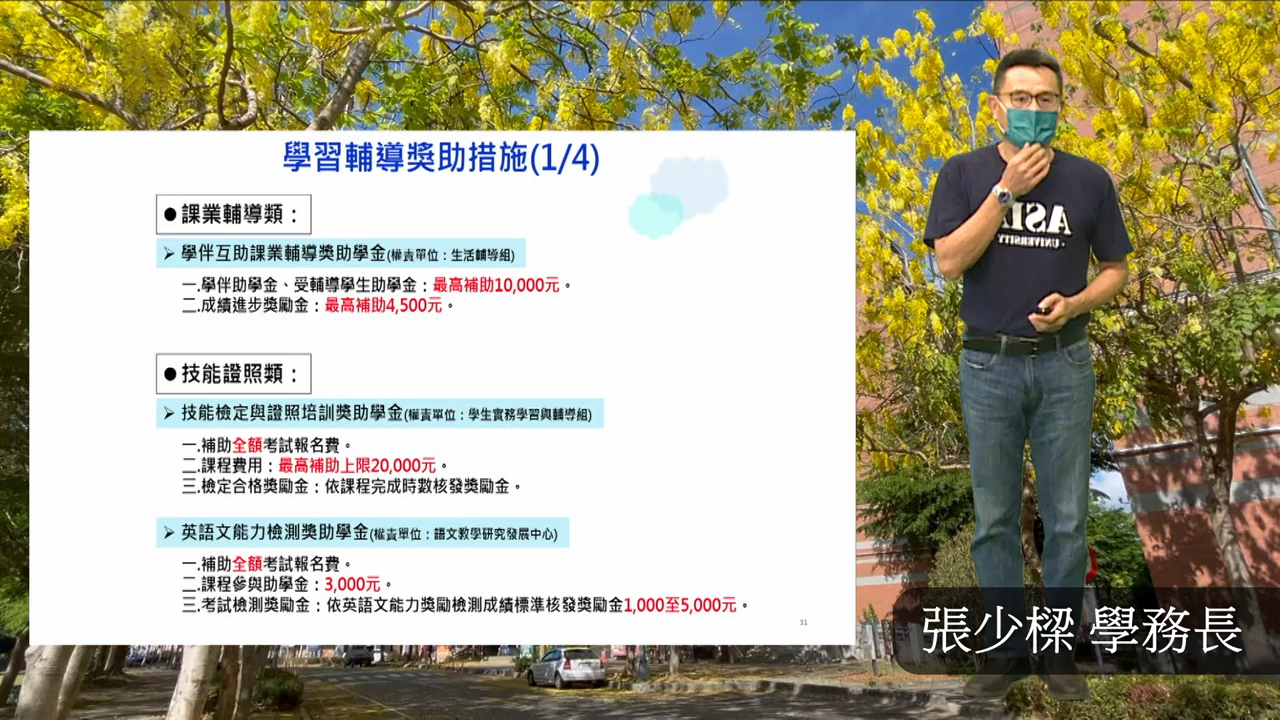 學習輔導獎助措施(1/4)
●課業輔導類：
➢ 學伴互助課業輔導獎助學金(權責單位：生活輔導組)
一.學伴助學金、受輔導學生助學金：最高補助10,000元。
二.成績進步獎勵金：最高補助4,500元。
●技能證照類：
➢ 技能檢定與證照培訓獎助學金(權責單位：學生實務學習與輔導組)
一.補助全額考試報名費。
二.課程費用：最高補助上限20,000元。
三.檢定合格獎勵金：依課程完成時數核發獎勵金。
➢ 英語文能力檢測獎助學金(權責單位：語文教學研究發展中心)
一.補助全額考試報名費。
二.課程參與助學金：3,000元。
三.考試檢測獎勵金：依英語文能力獎勵檢測成績標準核發獎勵金1,000至5,000元。
31
ASI
UNIVERSITY
張少樑 學務長